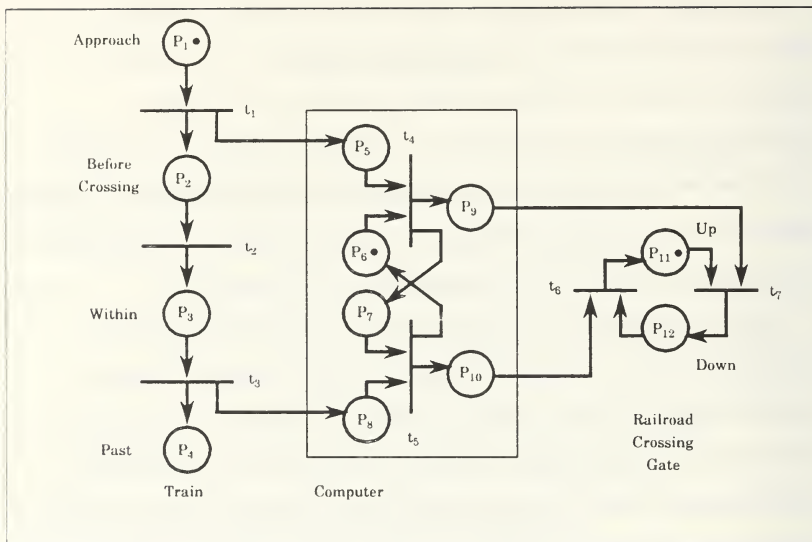 Approach
P1
t1
Before
Crossing
P2
t2
Within
P3
t3
Past
P4
Train
P5
t4
P9
P6
P7
P10
P8
t5
Computer
Up
P11
t6
t7
P12
Down
Railroad
Crossing
Gate